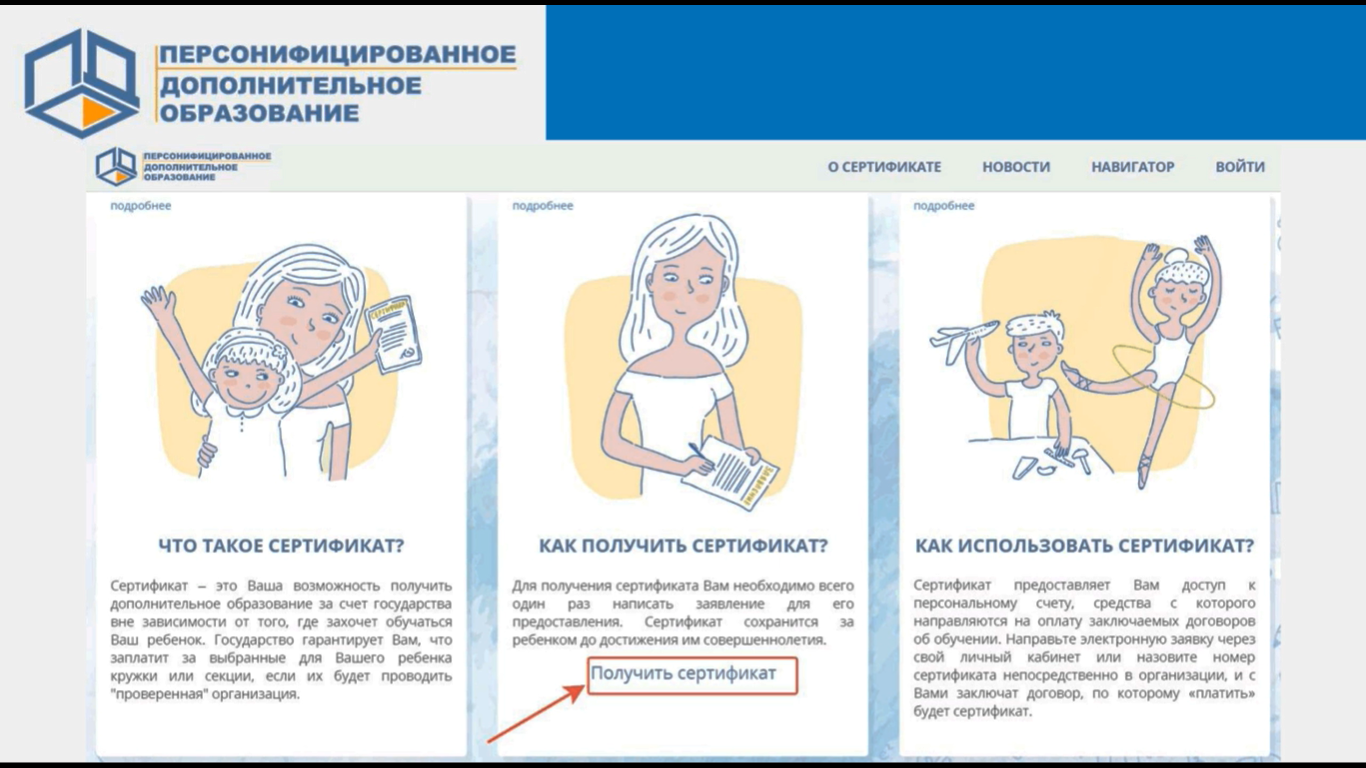 ПЕРСОНИФИЦИРОВАННОЕ
ДОПОЛНИТЕЛЬНОЕ
ОБРАЗОВАНИЕ
ПЕРСОНИФИЦИРОВАННОЕ
ДОПОЛНИТЕЛЬНОЕ
ОБРАЗОВАНИЕ
О СЕРТИФИКАТЕ НОВОСТИ НАВИГАТОР ВОЙТИ
подробнее
СЕРТИФИКАТ
ЧТО ТАКОЕ СЕРТИФИКАТ?
Сертификат – это Ваша возможность получить
дополнительное образование за счет государства
вне зависимости от того, где захочет обучаться
Ваш ребенок. Государство гарантирует Вам, что
заплатит за выбранные для Вашего ребенка
кружки или секции, если их будет проводить
"проверенная" организация.
подробнее
КАК ПОЛУЧИТЬ СЕРТИФИКАТ?
Для получения сертификата Вам необходимо всего
один раз написать заявление для его
предоставления. Сертификат сохранится за
ребенком до достижения им совершеннолетия.
Получить сертификат
подробнее
КАК ИСПОЛЬЗОВАТЬ СЕРТИФИКАТ?
Сертификат предоставляет Вам доступ к
персональному счету, средства с которого
направляются на оплату заключаемых договоров
об обучении. Направьте электронную заявку через
свой личный кабинет или назовите номер
сертификата непосредственно в организации, и с
Вами заключат договор, по которому «платить»
будет сертификат.